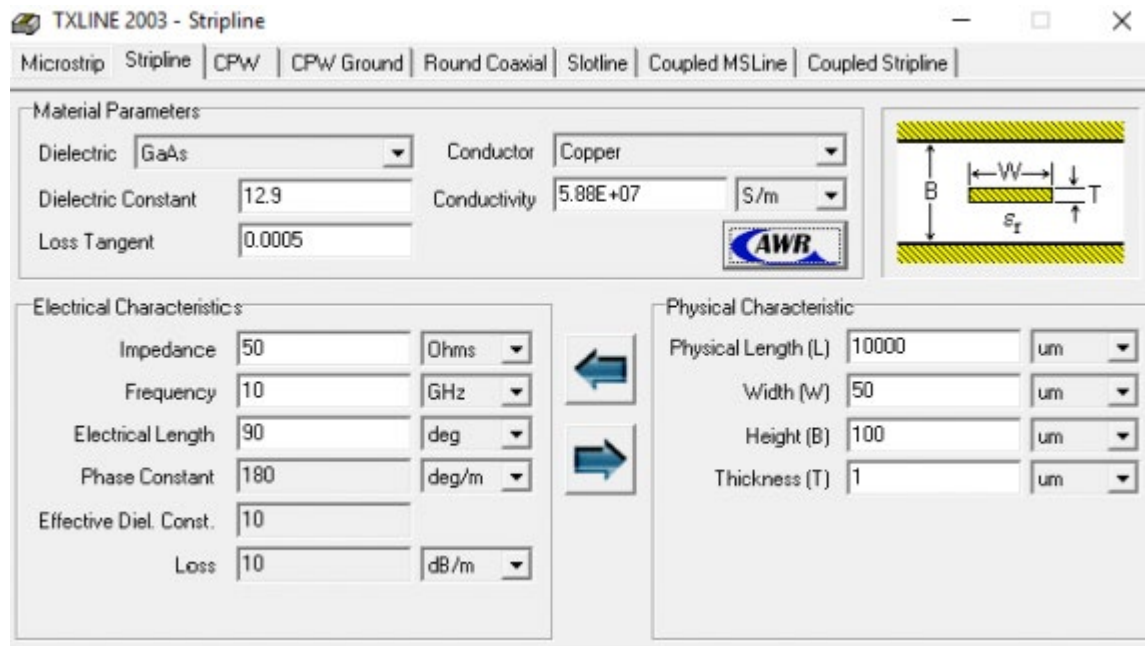 TXLINE 2003 - Stripline
Microstrip Stripline CPW CPW Ground Round Coaxial Slotline Coupled MSLine Coupled Stripline
Material Parameters
Dielectric GaAs Conductor Copper
Dielectric Constant 12.9 Conductivity 5.88E+07 S/m
Loss Tangent 0.0005 AWR
B W T
εr
Electrical Characteristics
Impedance 50 Ohms
Frequency 10 GHz
Electrical Length 90 deg
Phase Constant 180 deg/m
Effective Diel. Const. 10
Loss 10 dB/m
Physical Characteristic
Physical Length (L) 10000 um
Width (W) 50 um
Height (B) 100 um
Thickness (T) 1 um